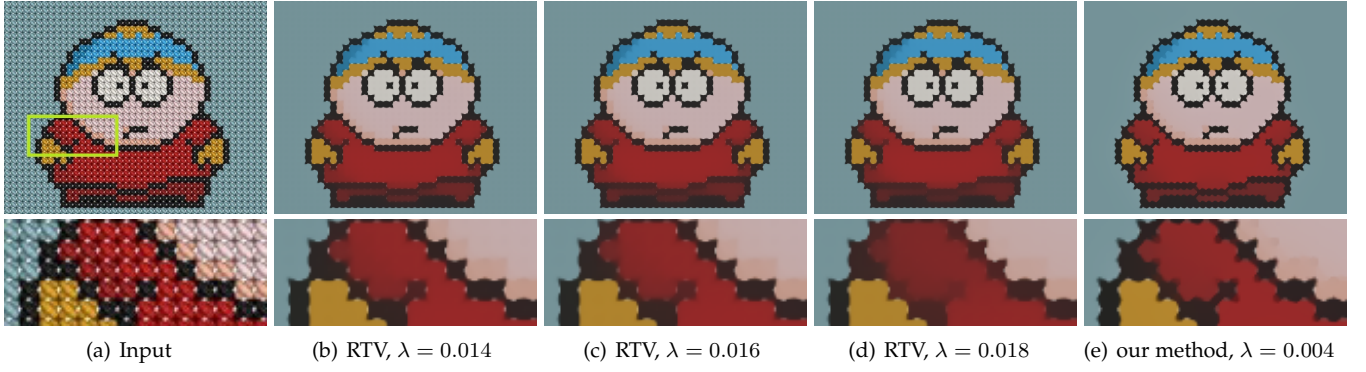 (a) Input
(b) RTV, λ = 0.014
(c) RTV, λ = 0.016
(d) RTV, λ = 0.018
(e) our method, λ = 0.004